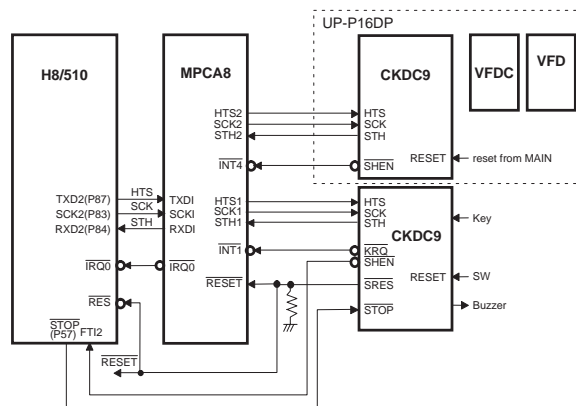 UP-P16DP
H8/510
MPCA8
CKDC9
VFDC
VFD
HTS2
SCK2
STH2
HTS
SCK
STH
INT4
SHEN
RESET
reset from MAIN
TXD2(P87)
HTS
TXDI
SCK2(P83)
SCK
SCKI
RXD2(P84)
STH
RXDI
HTS1
SCK1
STH1
HTS
SCK
STH
Key
CKDC9
INT1
KRQ
SHEN
IRQ0
IRQ0
RESET
SRES
RESET
SW
RES
STOP
Buzzer
STOP
(P57)
FTI2
RESET